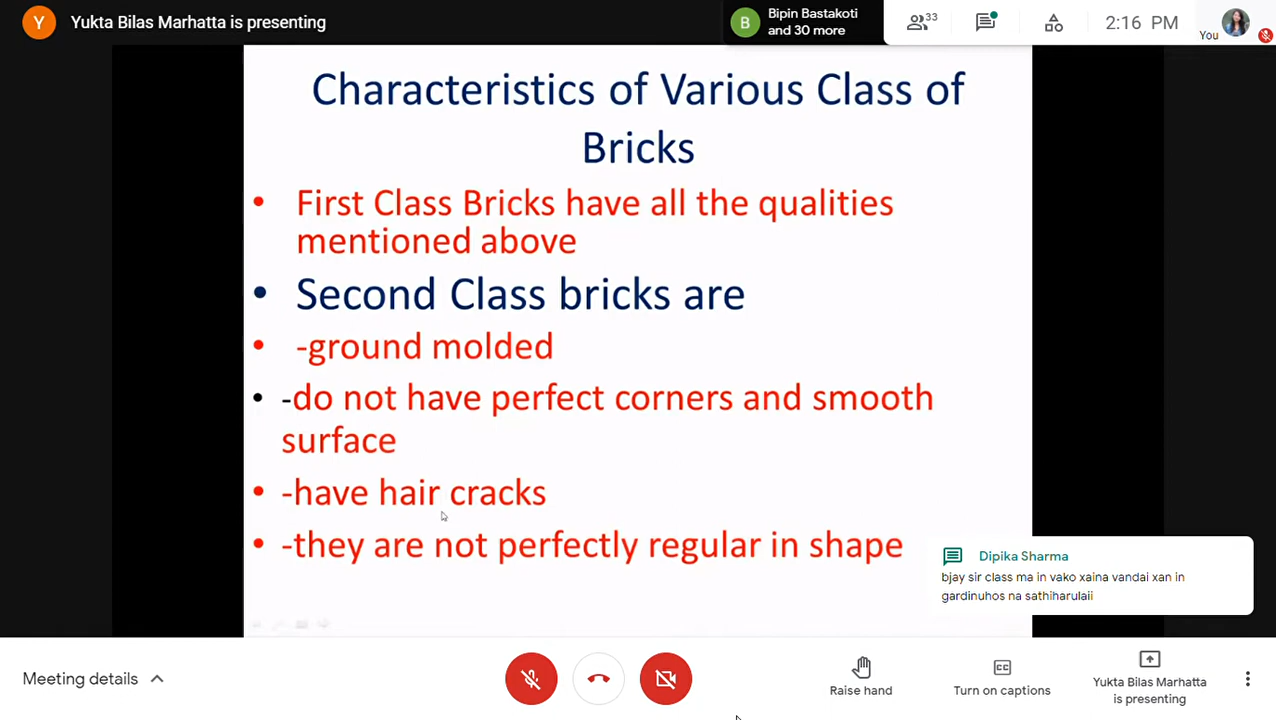 Y Yukta Bilas Marhatta is presenting
B Bipin Bastakoti
and 30 more
33
2:16 PM
You
Characteristics of Various Class of
Bricks
• First Class Bricks have all the qualities
mentioned above
• Second Class bricks are
• -ground molded
• -do not have perfect corners and smooth
surface
• -have hair cracks
• -they are not perfectly regular in shape
Dipika Sharma
bjay sir class ma in vako xaina vandai xan in
gardinuhos na sathiharulaii
Meeting details
Raise hand
CC
Turn on captions
Yukta Bilas Marhatta
is presenting